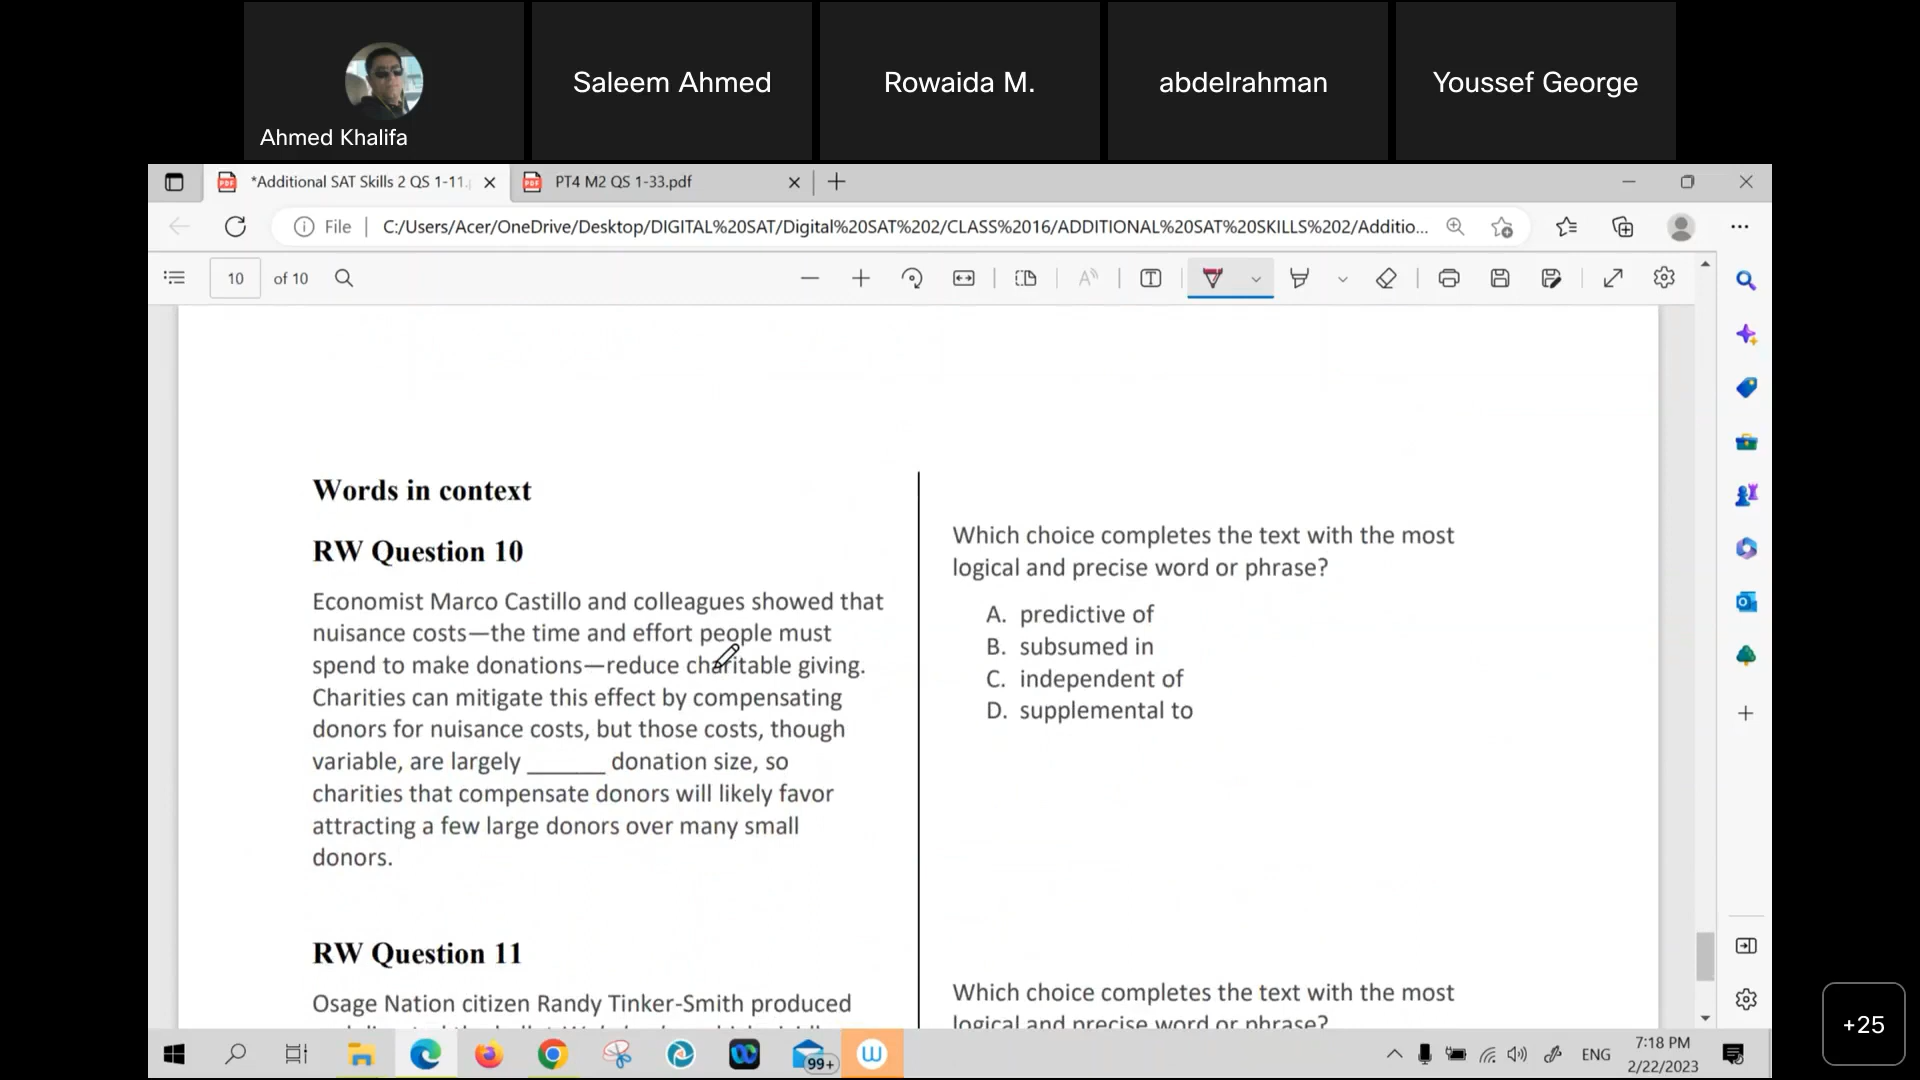 Saleem Ahmed
Rowaida M.
abdelrahman
Youssef George
Ahmed Khalifa
*Additional SAT Skills 2 QS 1-11.
PT4 M2 QS 1-33.pdf
File
C:/Users/Acer/OneDrive/Desktop/DIGITAL%20SAT/Digital%20SAT%202/CLASS%2016/ADDITIONAL%20SAT%20SKILLS%202/Additio...
10 of 10
Words in context
RW Question 10
Economist Marco Castillo and colleagues showed that
nuisance costs—the time and effort people must
spend to make donations—reduce charitable giving.
Charities can mitigate this effect by compensating
donors for nuisance costs, but those costs, though
variable, are largely ______ donation size, so
charities that compensate donors will likely favor
attracting a few large donors over many small
donors.
Which choice completes the text with the most
logical and precise word or phrase?
A. predictive of
B. subsumed in
C. independent of
D. supplemental to
RW Question 11
Osage Nation citizen Randy Tinker-Smith produced
Which choice completes the text with the most
logical and precise word or phrase?
99+
ENG
7:18 PM
2/22/2023
+25